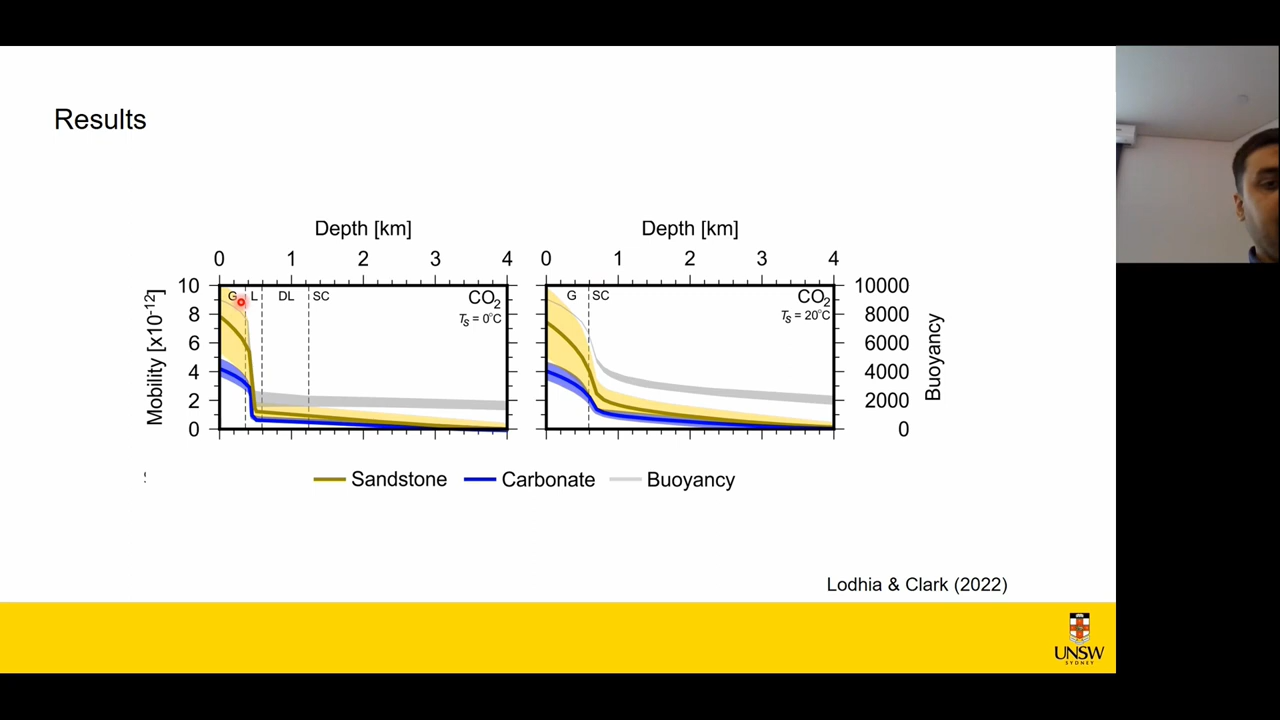 Results
Depth [km]
Depth [km]
0 1 2 3 4
0 1 2 3 4
Mobility [x10-12]
10
8
6
4
2
0
G L DL SC
CO2
Ts = 0°C
G SC
CO2
Ts = 20°C
10000
8000
6000
4000
2000
0
Buoyancy
Sandstone Carbonate Buoyancy
Lodhia & Clark (2022)
UNSW
SYDNEY